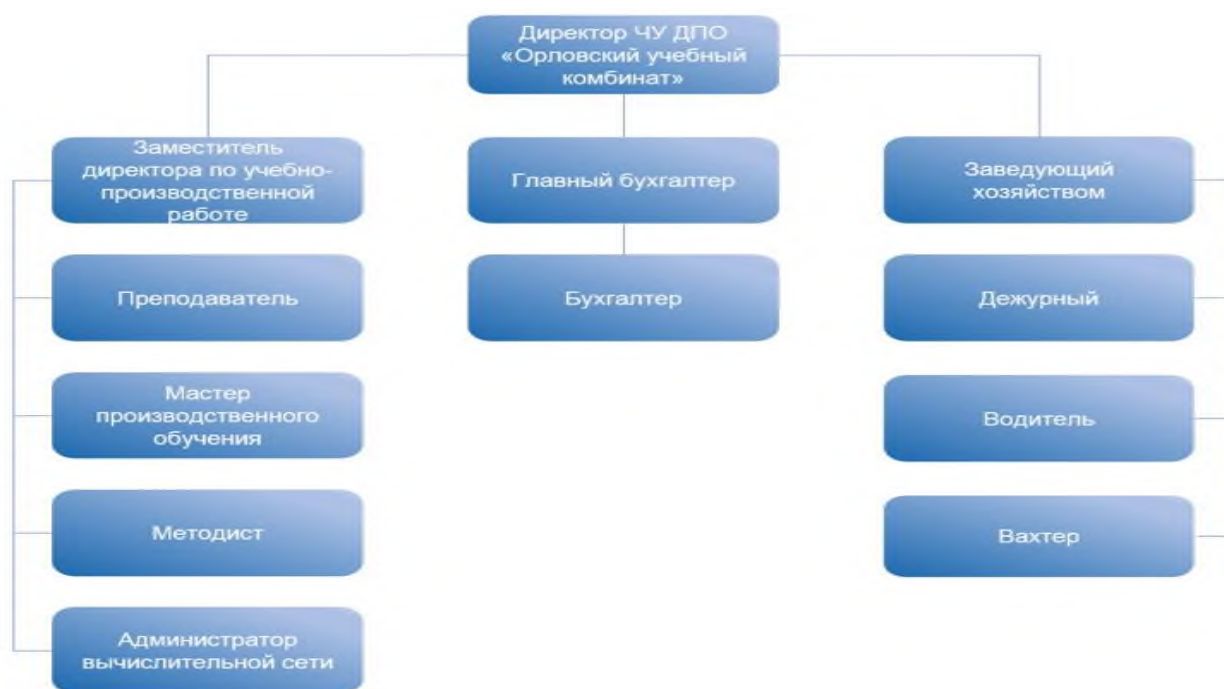 Директор ЧУ ДПО
«Орловский учебный
комбинат»
Заместитель
директора по учебно-
производственной
работе
Главный бухгалтер
Заведующий
хозяйством
Преподаватель
Бухгалтер
Дежурный
Мастер
производственного
обучения
Водитель
Методист
Вахтер
Администратор
вычислительной сети